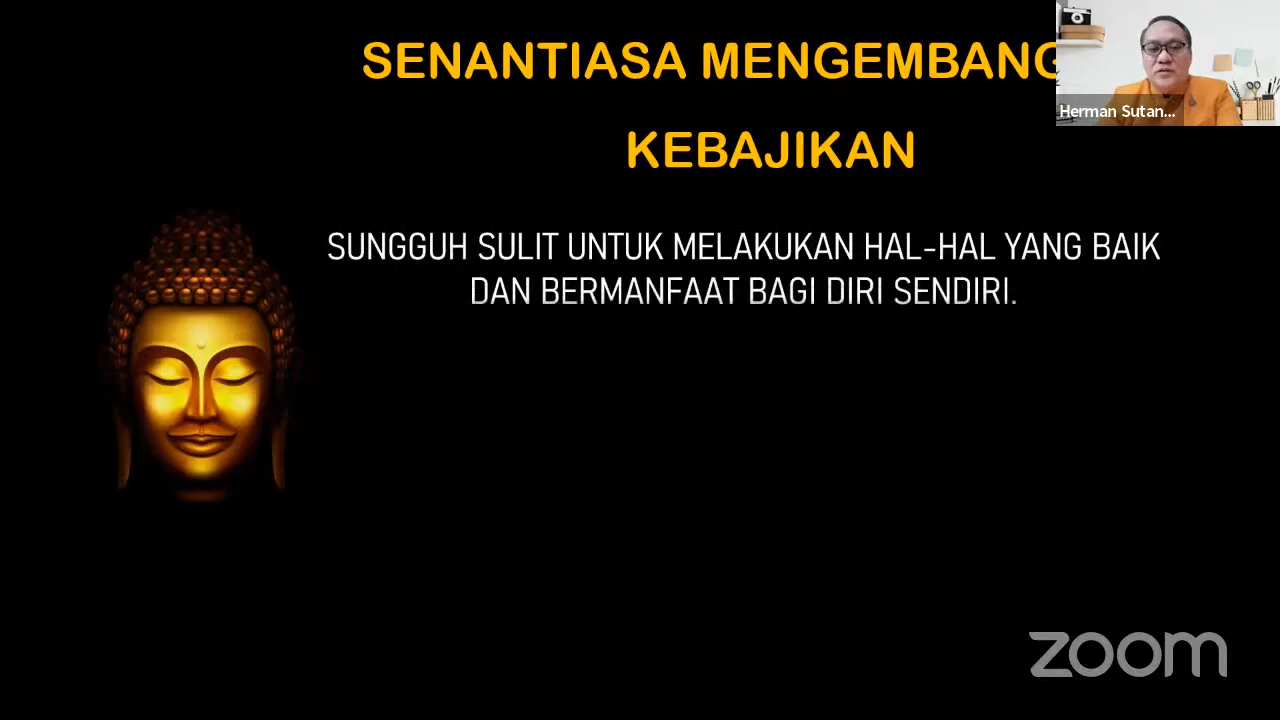 SENANTIASA MENGEMBANG
KEBAJIKAN
SUNGGUH SULIT UNTUK MELAKUKAN HAL-HAL YANG BAIK
DAN BERMANFAAT BAGI DIRI SENDIRI.
Herman Sutan...
zoom